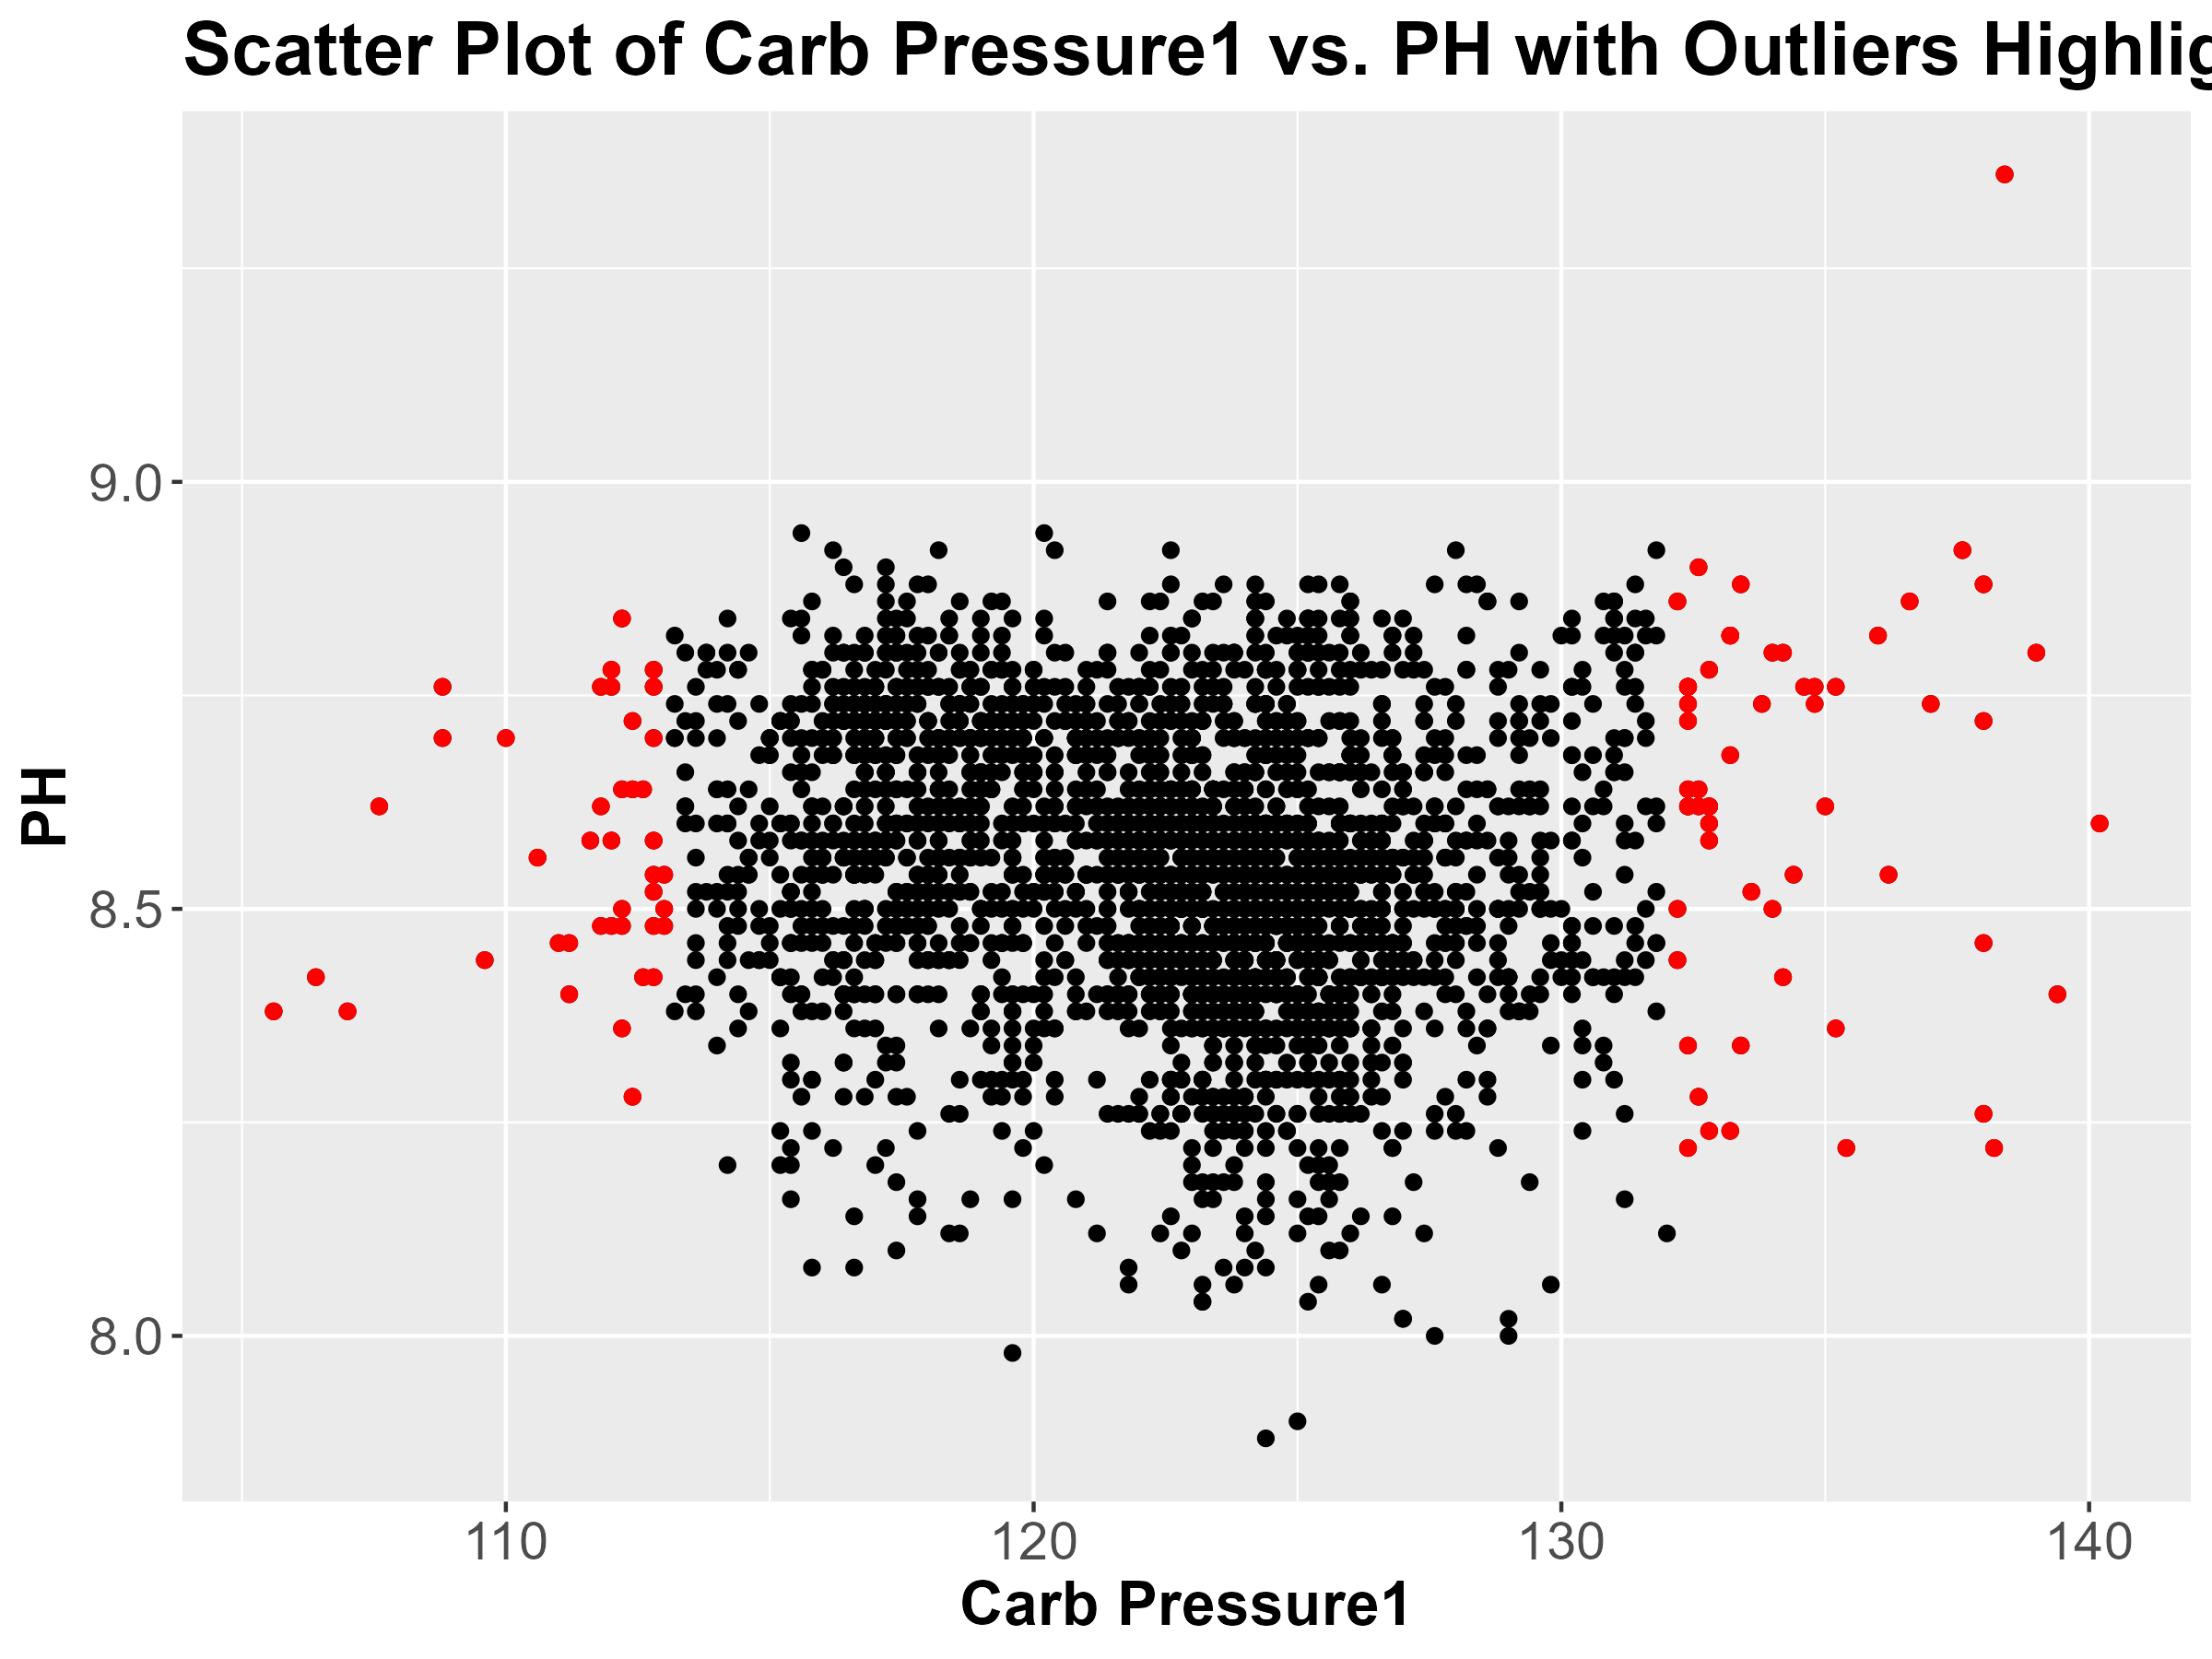 Scatter Plot of Carb Pressure1 vs. PH with Outliers Highlig
PH
9.0
8.5
8.0
110 120 130 140
Carb Pressure1